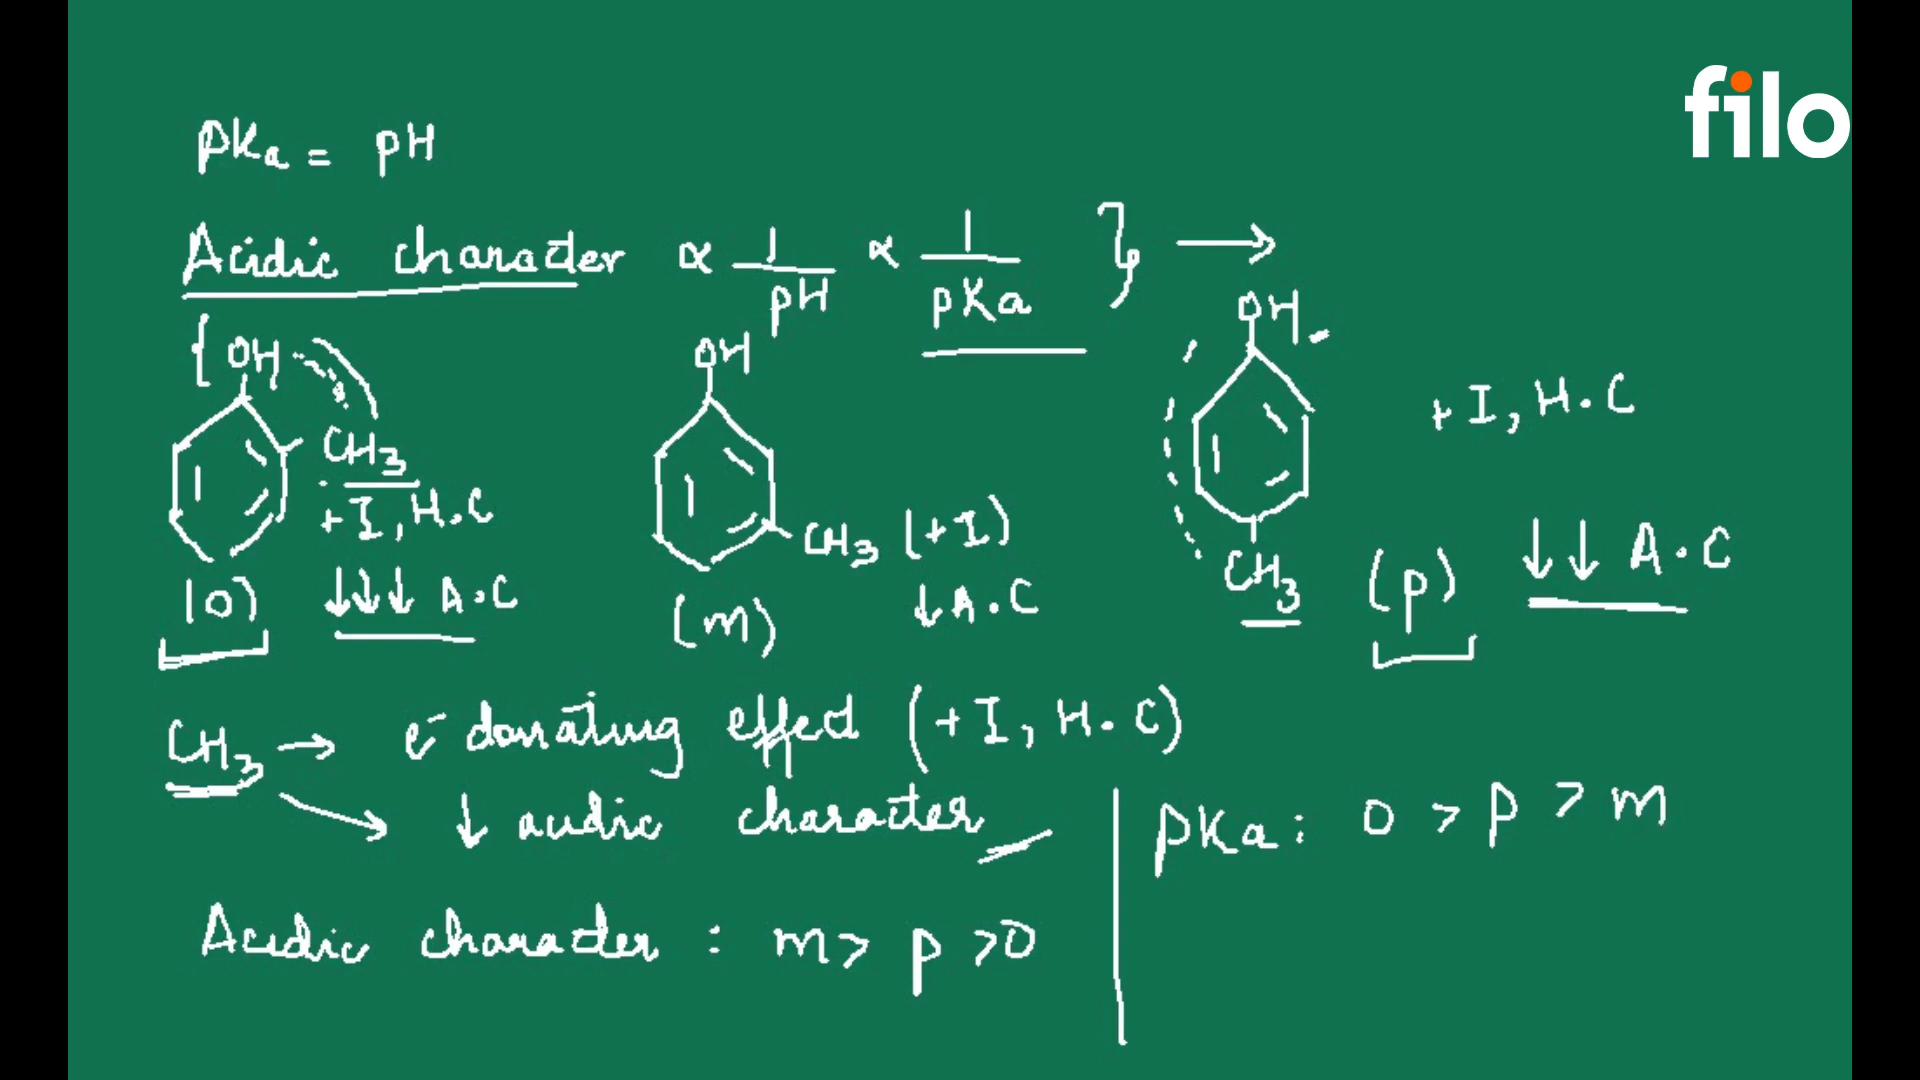 filo
pKa = pH
Acidic character ∝ 1/pH ∝ 1/pKa } →
{ OH
CH3
+I, H.C
(o) ↓↓↓ A.C
OH
CH3 (+I)
(m) ↓ A.C
OH
+I, H.C
CH3 (p) ↓↓ A.C
CH3 → e- donating effect (+I, H.C)
↓ acidic character
Acidic character : m > p > o
pKa : o > p > m